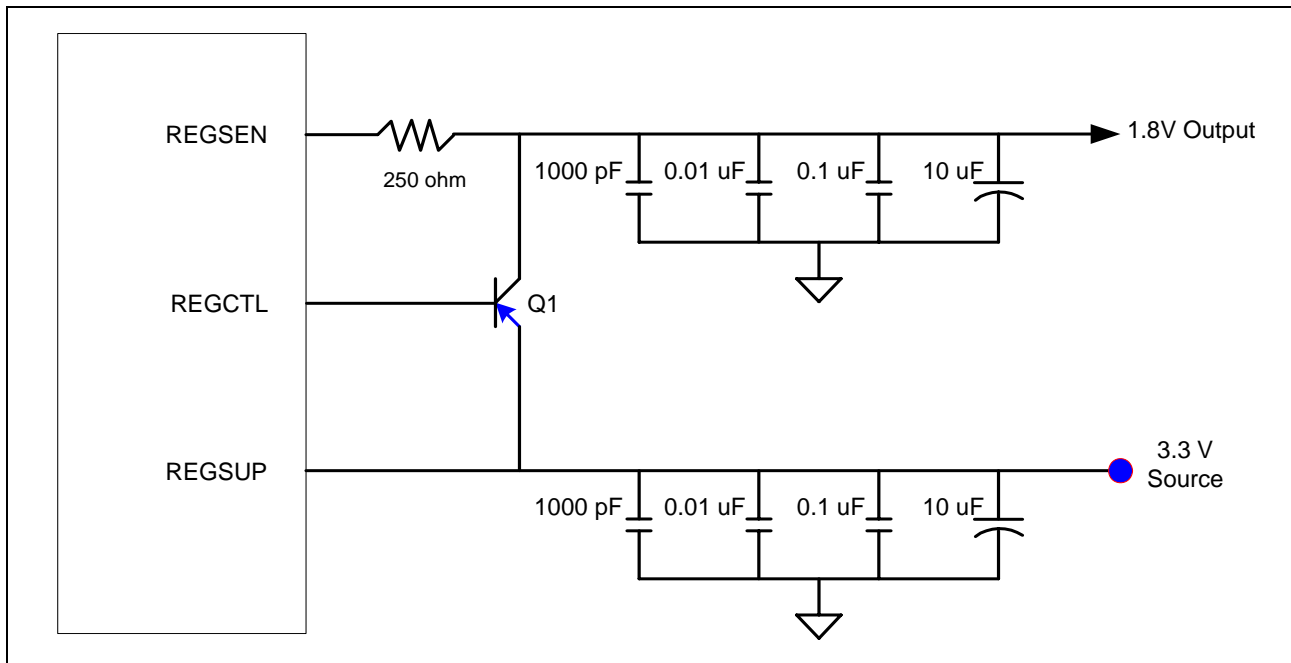 REGSEN
250 ohm
1000 pF
0.01 uF
0.1 uF
10 uF
1.8V Output
REGCTL
Q1
REGSUP
1000 pF
0.01 uF
0.1 uF
10 uF
3.3 V
Source